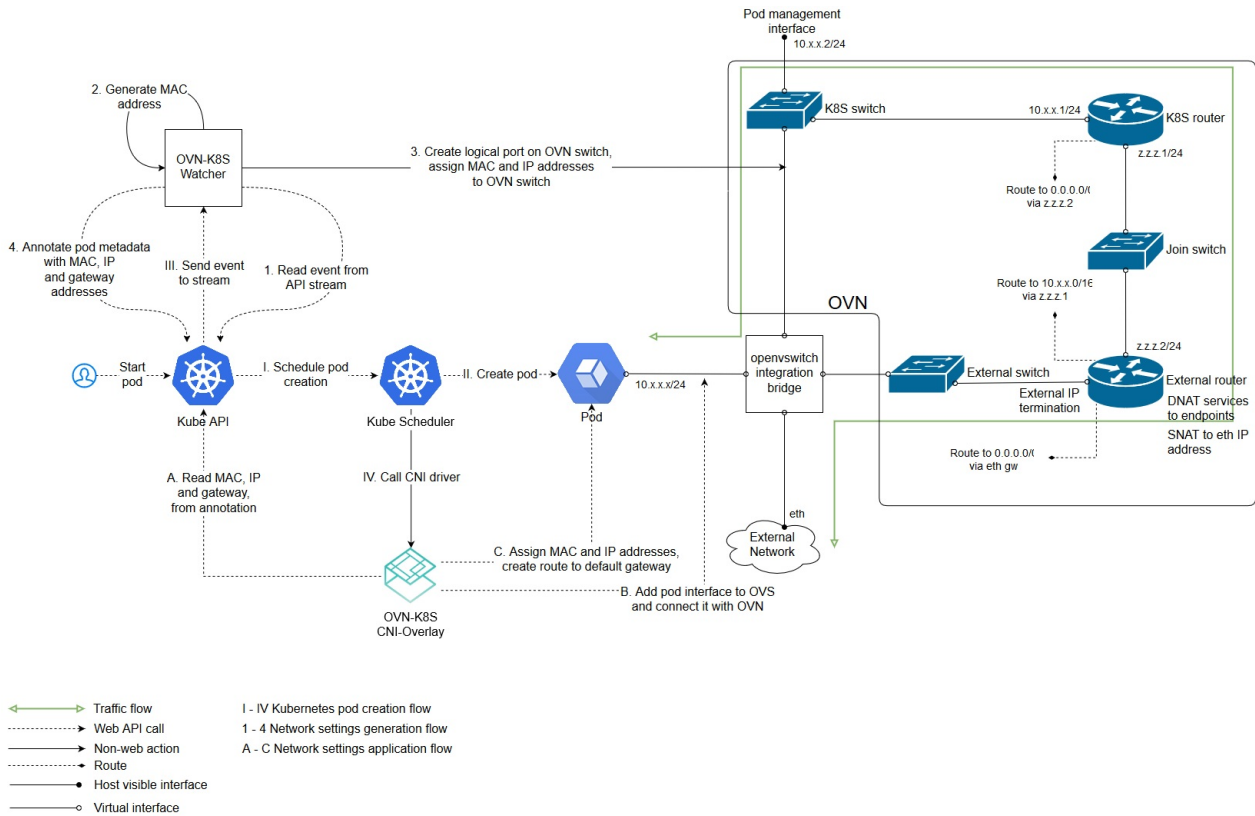 Pod management
interface
10.x.x.2/24
2. Generate MAC
address
K8S switch
10.x.x.1/24
K8S router
OVN-K8S
Watcher
3. Create logical port on OVN switch,
assign MAC and IP addresses
to OVN switch
z.z.z.1/24
Route to 0.0.0.0/0
via z.z.z.2
4. Annotate pod metadata
with MAC, IP
and gateway
addresses
III. Send event
to stream
1. Read event from
API stream
Join switch
Route to 10.x.x.0/16
via z.z.z.1
OVN
z.z.z.2/24
Start
pod
I. Schedule pod
creation
II. Create pod
10.x.x.x/24
openvswitch
integration
bridge
External switch
External IP
termination
External router
DNAT services
to endpoints
SNAT to eth IP
address
Kube API
Kube Scheduler
Pod
Route to 0.0.0.0/0
via eth gw
A. Read MAC, IP
and gateway,
from annotation
IV. Call CNI driver
eth
External
Network
C. Assign MAC and IP addresses,
create route to default gateway
B. Add pod interface to OVS
and connect it with OVN
OVN-K8S
CNI-Overlay
Traffic flow
Web API call
Non-web action
Route
Host visible interface
Virtual interface
I - IV Kubernetes pod creation flow
1 - 4 Network settings generation flow
A - C Network settings application flow